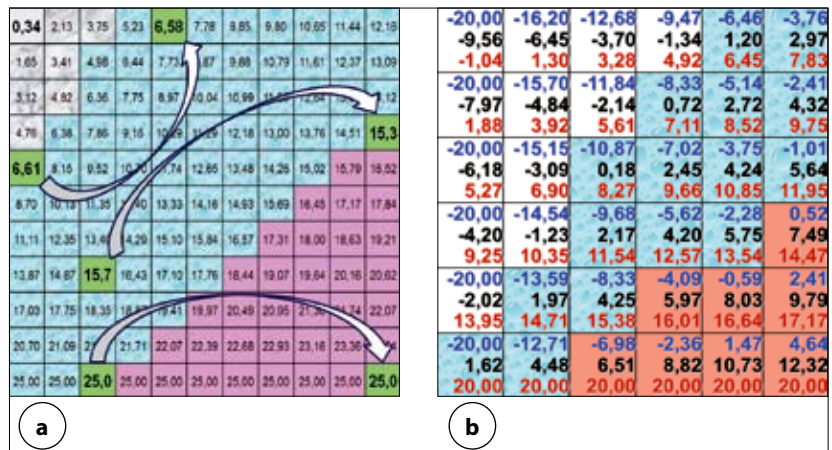 0,34 2,13 3,75 5,23 6,58 7,78 8,85 9,80 10,65 11,44 12,16
1,65 3,41 4,98 6,44 7,73 9,88 10,79 11,61 12,37 13,09
3,12 4,82 6,36 7,75 8,97 10,04 10,99
4,76 6,38 7,86 9,16 12,18 13,00 13,76 14,51 15,3
6,61 8,15 9,52 12,65 13,48 14,26 15,02 15,79 16,52
8,70 11,35 13,33 14,16 14,93 15,69 16,45 17,17 17,84
11,11 12,35 15,10 15,84 16,57 17,31 18,00 18,63 19,21
13,87 14,87 15,7 16,43 17,10 17,76 18,44 19,07 19,64 20,16 20,62
17,03 17,75 18,35 19,41 19,97 20,49 20,95 22,07
20,70 21,09 21,71 22,07 22,39 22,68 22,93 23,16 23,36
25,00 25,00 25,0 25,00 25,00 25,00 25,00 25,00 25,00 25,00 25,0
a
-20,00 -16,20 -12,68 -9,47 -6,46 -3,76
-9,56 -6,45 -3,70 -1,34 1,20 2,97
-1,04 1,30 3,28 4,92 6,45 7,83
-20,00 -15,70 -11,84 -8,33 -5,14 -2,41
-7,97 -4,84 -2,14 0,72 2,72 4,32
1,88 3,92 5,61 7,11 8,52 9,75
-20,00 -15,15 -10,87 -7,02 -3,75 -1,01
-6,18 -3,09 0,18 2,45 4,24 5,64
5,27 6,90 8,27 9,66 10,85 11,95
-20,00 -14,54 -9,68 -5,62 -2,28 0,52
-4,20 -1,23 2,17 4,20 5,75 7,49
9,25 10,35 11,54 12,57 13,54 14,47
-20,00 -13,59 -8,33 -4,09 -0,59 2,41
-2,02 1,97 4,25 5,97 8,03 9,79
13,95 14,71 15,38 16,01 16,64 17,17
-20,00 -12,71 -6,98 -2,36 1,47 4,64
1,62 4,48 6,51 8,82 10,73 12,32
20,00 20,00 20,00 20,00 20,00 20,00
b